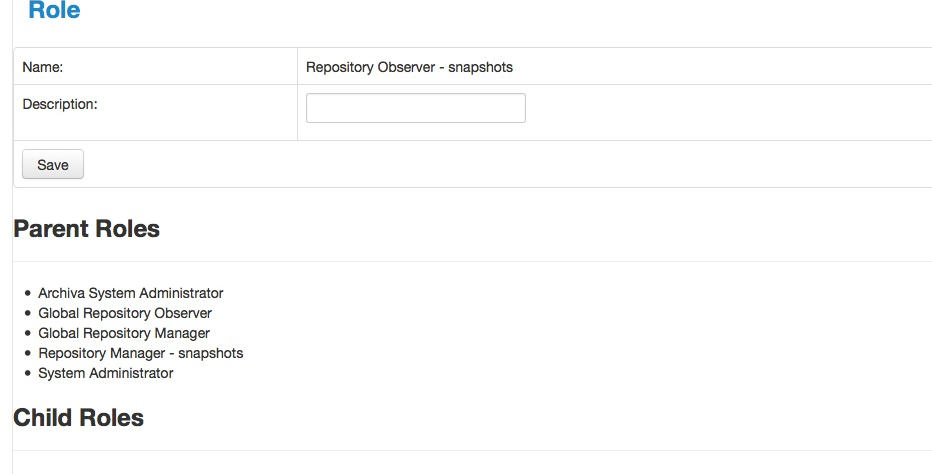 Role
Name: Repository Observer - snapshots
Description:
Save
Parent Roles
Archiva System Administrator
Global Repository Observer
Global Repository Manager
Repository Manager - snapshots
System Administrator
Child Roles